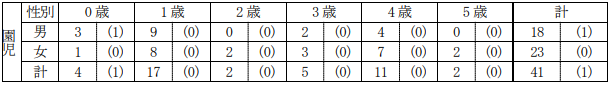 園児 性別 0歳 1歳 2歳 3歳 4歳 5歳 計
男 3 (1) 9 (0) 0 (0) 2 (0) 4 (0) 0 (0) 18 (1)
女 1 (0) 8 (0) 2 (0) 3 (0) 7 (0) 2 (0) 23 (0)
計 4 (1) 17 (0) 2 (0) 5 (0) 11 (0) 2 (0) 41 (1)